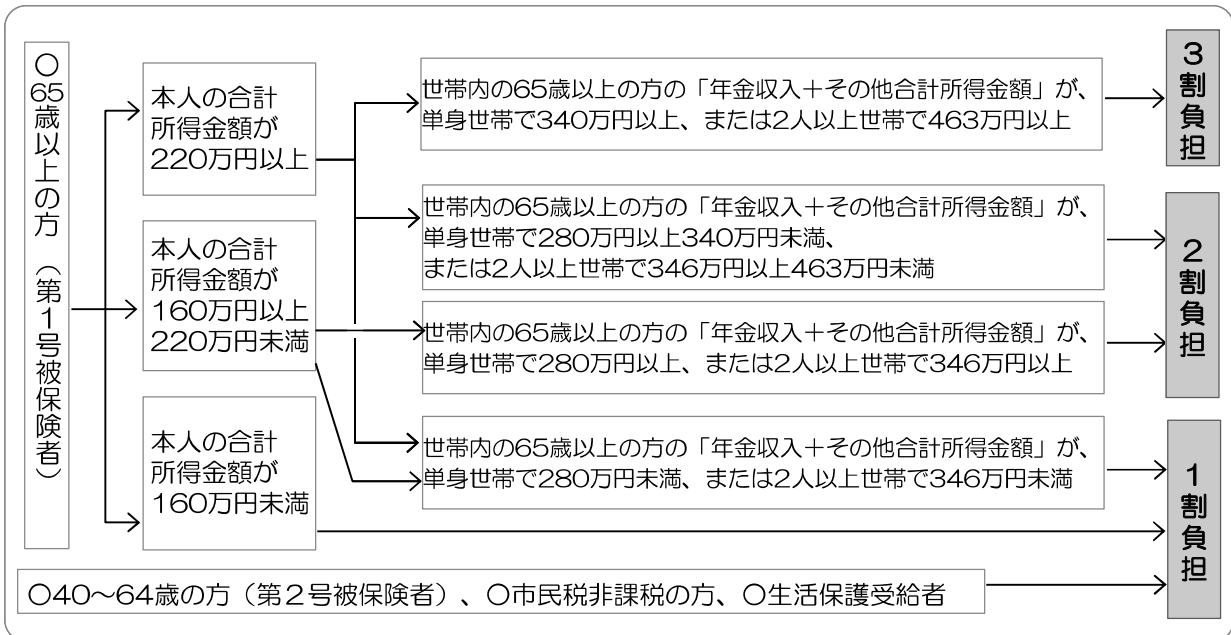 ○65歳以上の方（第1号被保険者）
本人の合計
所得金額が
220万円以上
世帯内の65歳以上の方の「年金収入＋その他合計所得金額」が、
単身世帯で340万円以上、または2人以上世帯で463万円以上
3割負担
世帯内の65歳以上の方の「年金収入＋その他合計所得金額」が、
単身世帯で280万円以上340万円未満、
または2人以上世帯で346万円以上463万円未満
本人の合計
所得金額が
160万円以上
220万円未満
世帯内の65歳以上の方の「年金収入＋その他合計所得金額」が、
単身世帯で280万円以上、または2人以上世帯で346万円以上
2割負担
本人の合計
所得金額が
160万円未満
世帯内の65歳以上の方の「年金収入＋その他合計所得金額」が、
単身世帯で280万円未満、または2人以上世帯で346万円未満
1割負担
○40～64歳の方（第２号被保険者）、○市民税非課税の方、○生活保護受給者